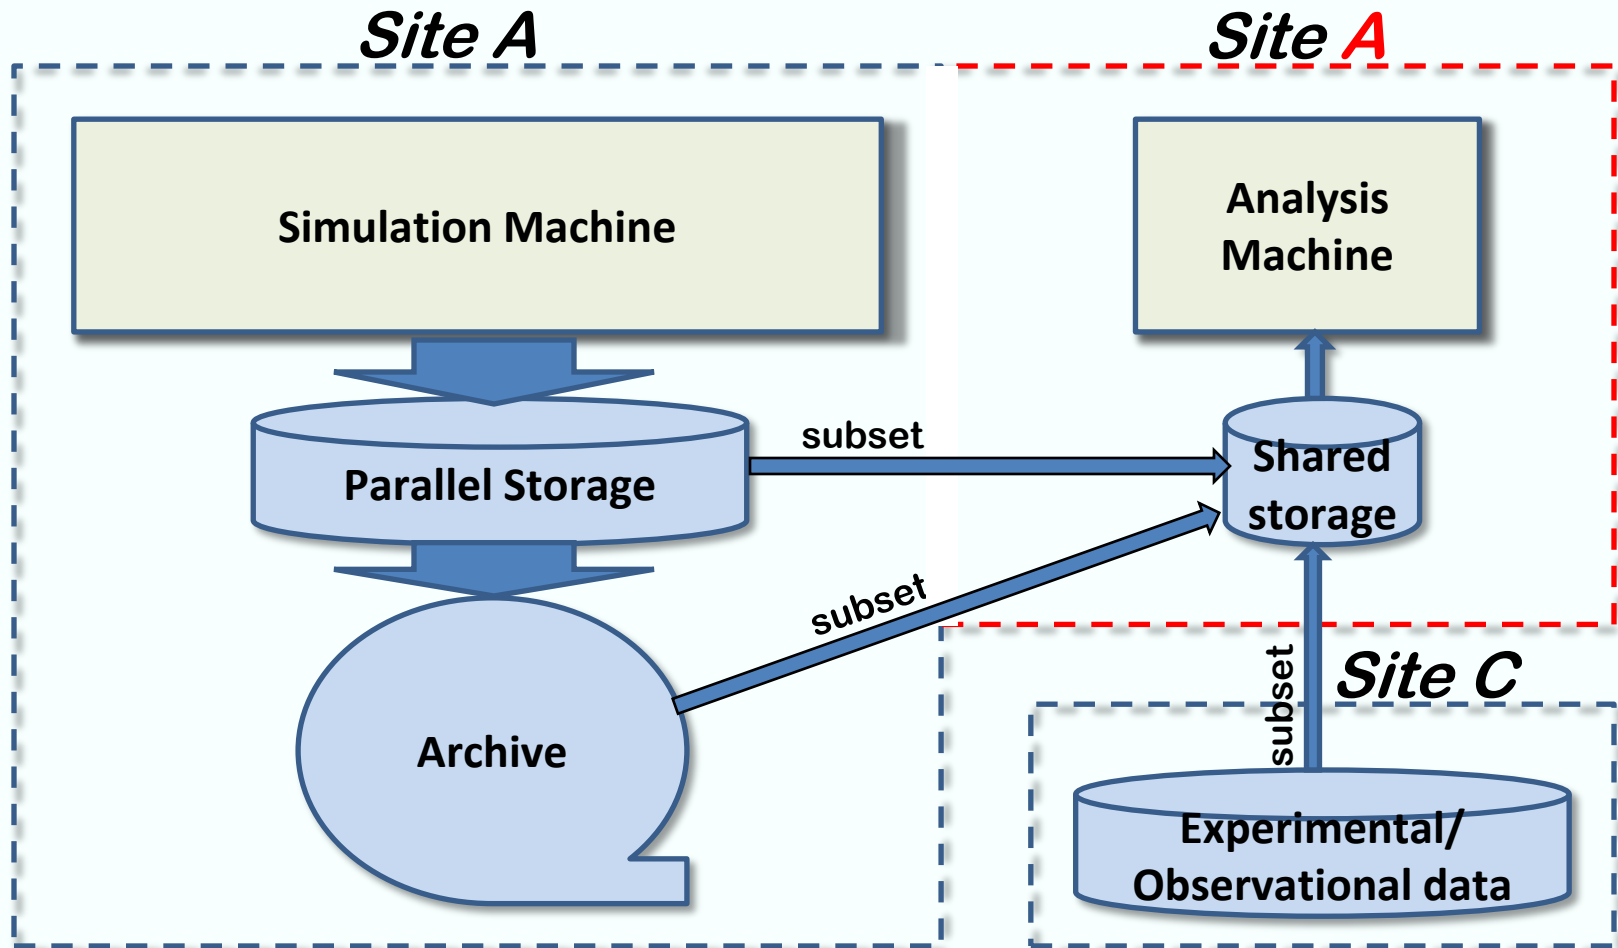 Site A
Site A
Simulation Machine
Analysis
Machine
subset
Parallel Storage
Shared
storage
subset
subset
Site C
Archive
Experimental/
Observational data